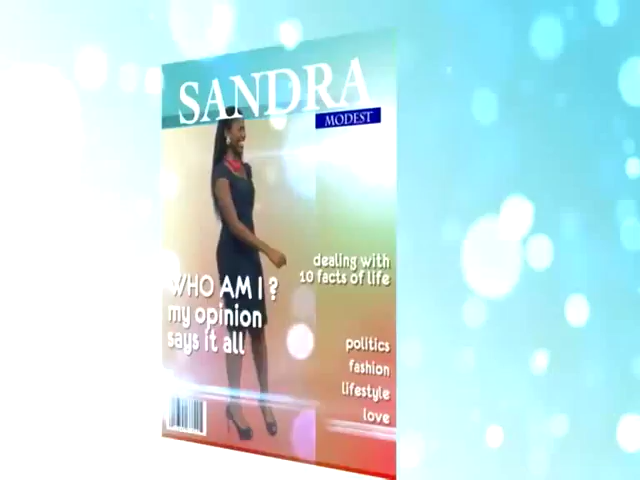 SANDRA
MODEST
dealing with
10 facts of life
WHO AM I ?
my opinion
says it all
politics
fashion
lifestyle
love